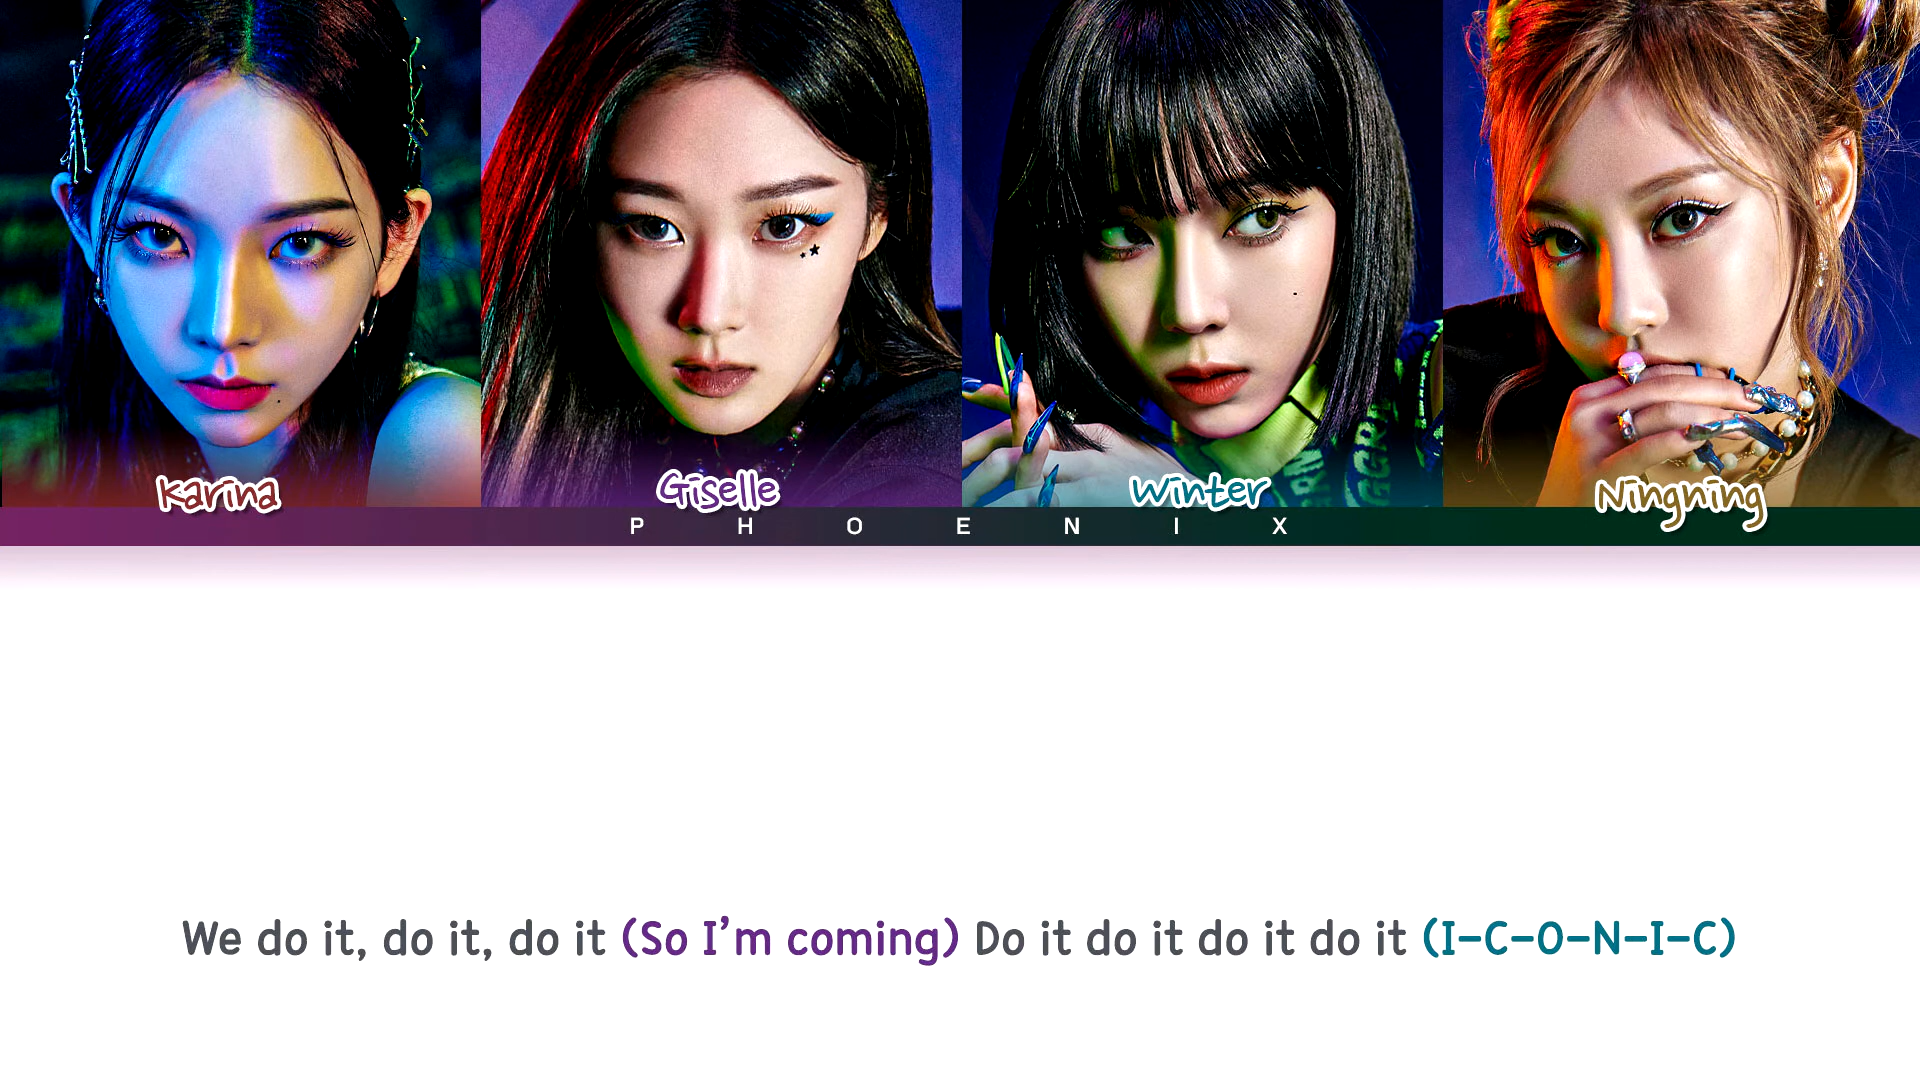 Karina Giselle Winter Ningning
PHOENIX
We do it, do it, do it (So I'm coming) Do it do it do it do it (I-C-O-N-I-C)